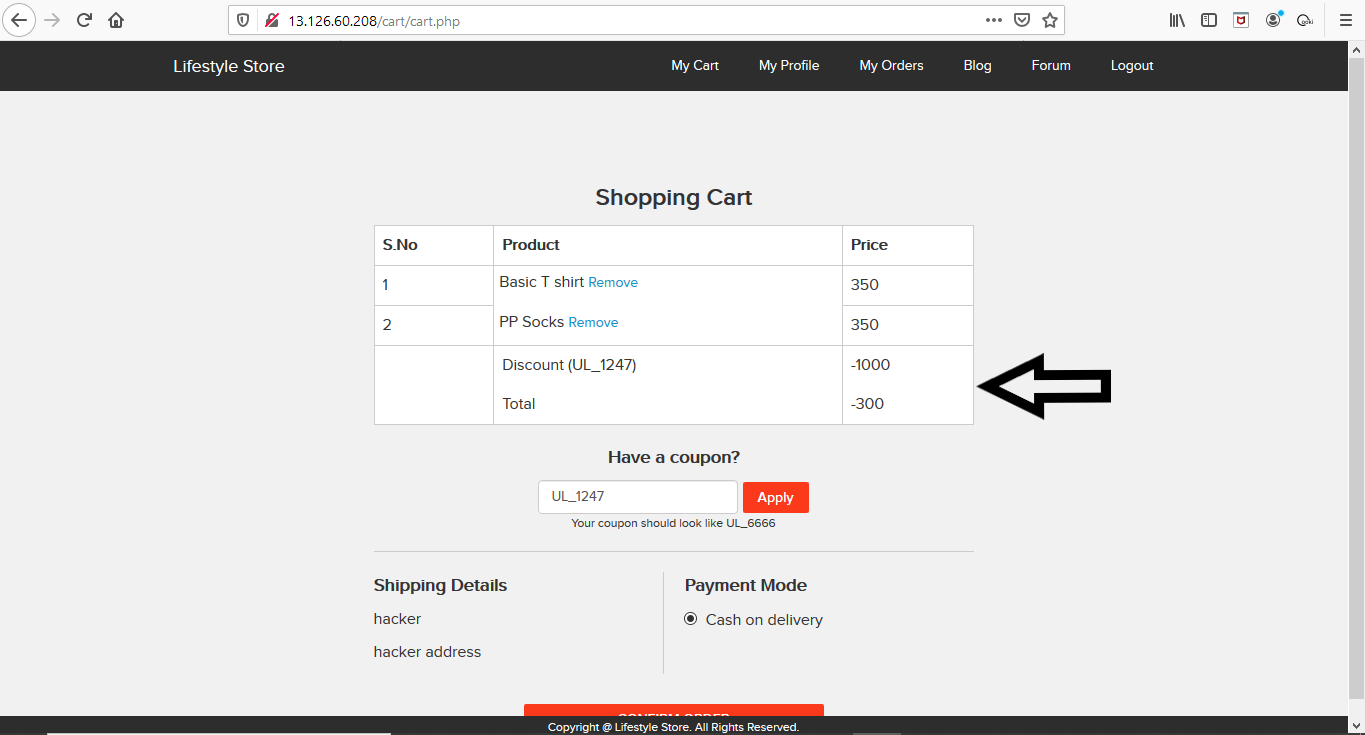 13.126.60.208/cart/cart.php
Lifestyle Store My Cart My Profile My Orders Blog Forum Logout
Shopping Cart
S.No Product Price
1 Basic T shirt Remove 350
2 PP Socks Remove 350
Discount (UL_1247) -1000
Total -300
Have a coupon?
UL_1247 Apply
Your coupon should look like UL_6666
Shipping Details
hacker
hacker address
Payment Mode
Cash on delivery
CONFIRM ORDER
Copyright @ Lifestyle Store. All Rights Reserved.